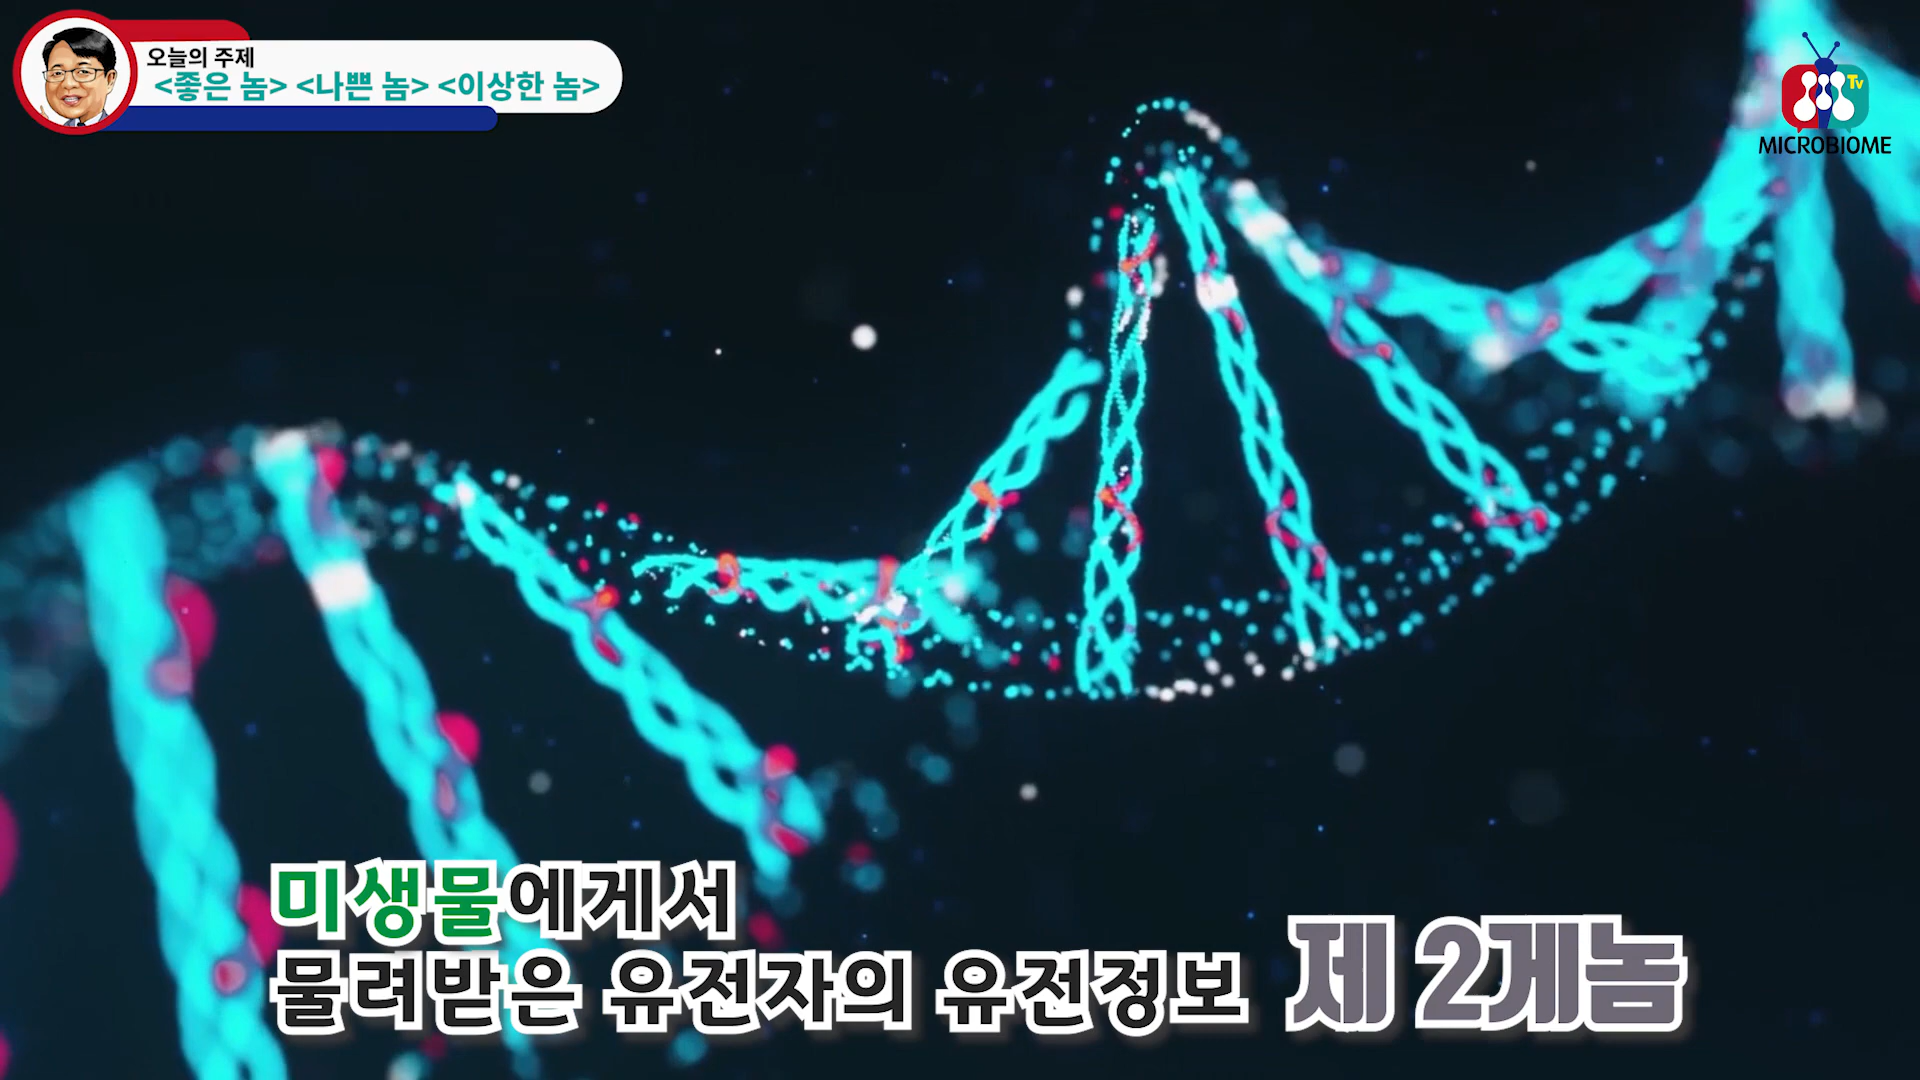 오늘의 주제
<좋은 놈> <나쁜 놈> <이상한 놈>
Tv
MICROBIOME
미생물에게서
물려받은 유전자의 유전정보 제 2게놈